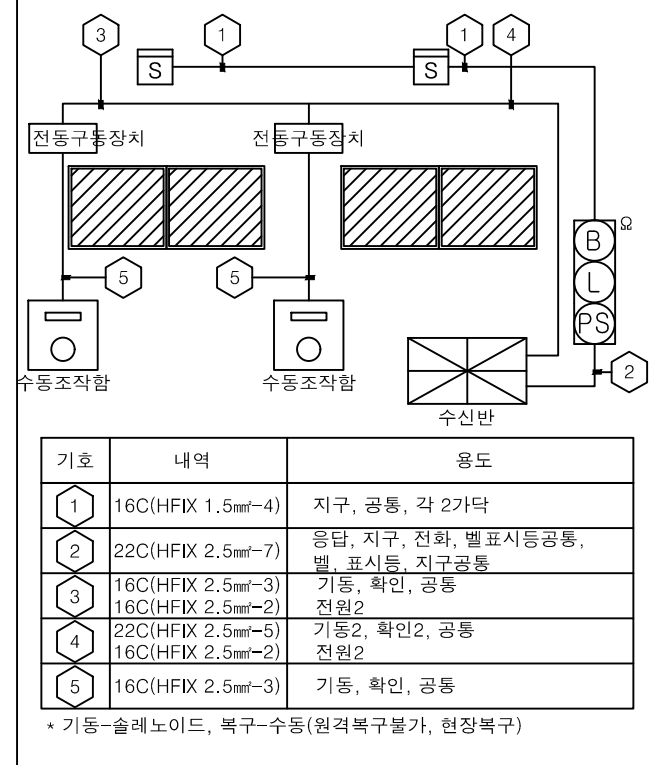 3
1
1
4
S
S
전동구동장치
전동구동장치
B
Ω
L
PS
5
5
2
수동조작함
수동조작함
수신반
기호 내역 용도
1 16C(HFIX 1.5㎟-4) 지구, 공통, 각 2가닥
2 22C(HFIX 2.5㎟-7) 응답, 지구, 전화, 벨표시등공통,
벨, 표시등, 지구공통
3 16C(HFIX 2.5㎟-3) 기동, 확인, 공통
16C(HFIX 2.5㎟-2) 전원2
4 22C(HFIX 2.5㎟-5) 기동2, 확인2, 공통
16C(HFIX 2.5㎟-2) 전원2
5 16C(HFIX 2.5㎟-3) 기동, 확인, 공통
* 기동-솔레노이드, 복구-수동(원격복구불가, 현장복구)